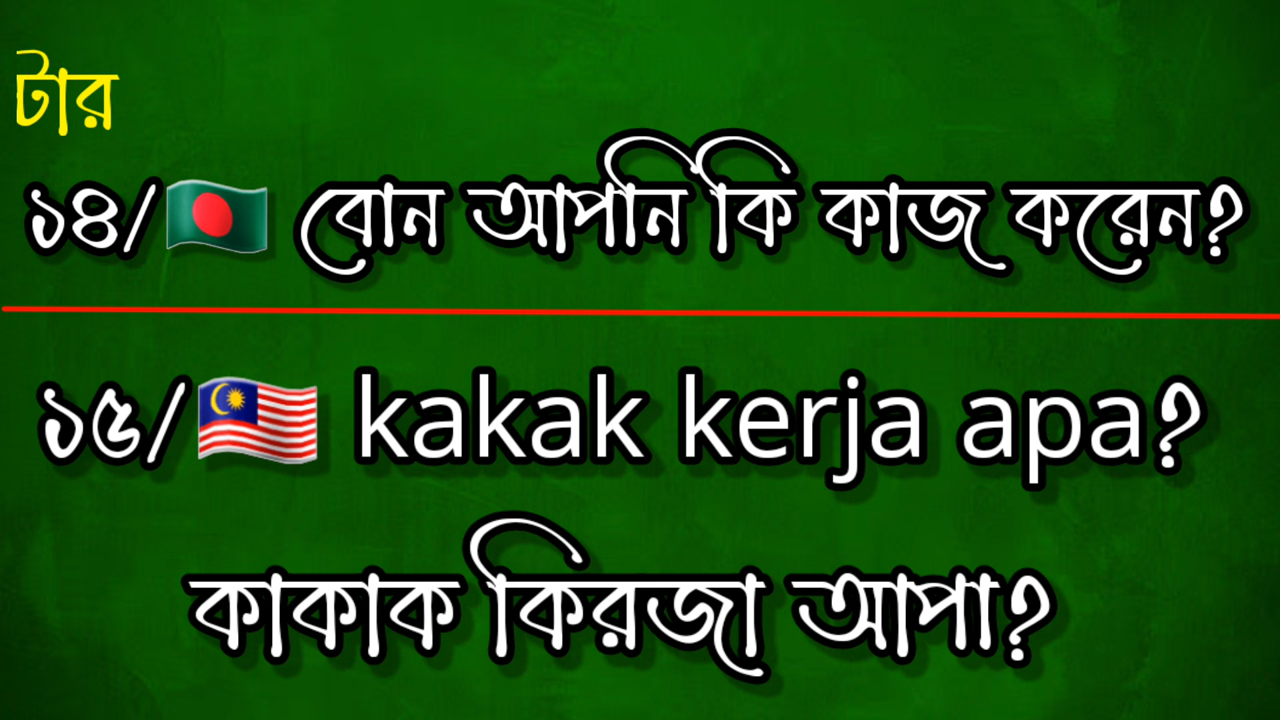 টার
১৪/🇧🇩 বোন আপনি কি কাজ করেন?
১৫/🇲🇾 kakak kerja apa?
কাকাক কিরজা আপা?